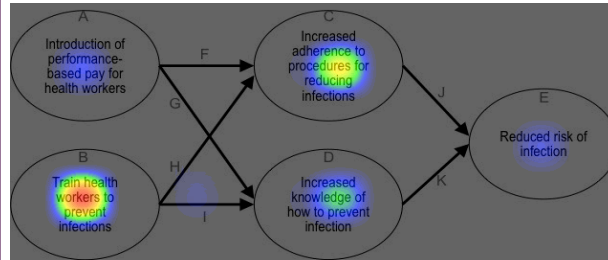 A
Introduction of
performance-
based pay for
health workers
B
Train health
workers to
prevent
infections
F
G
H
I
C
Increased
adherence to
procedures for
reducing
infections
D
Increased
knowledge of
how to prevent
infection
J
K
E
Reduced risk of
infection